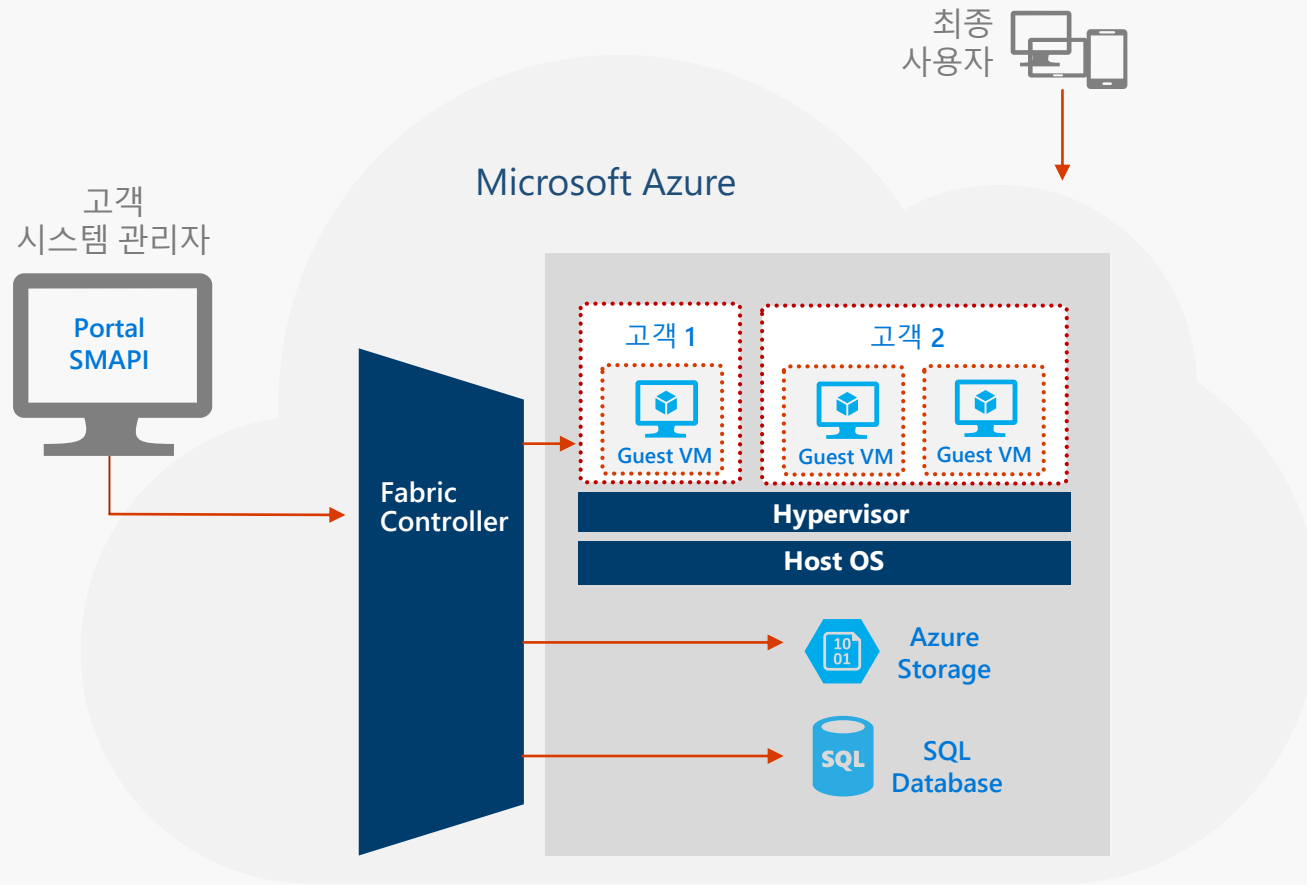 최종
사용자
Microsoft Azure
고객
시스템 관리자
Portal
SMAPI
고객 1
고객 2
Guest VM
Guest VM
Guest VM
Fabric
Controller
Hypervisor
Host OS
10
01
Azure
Storage
SQL
SQL
Database